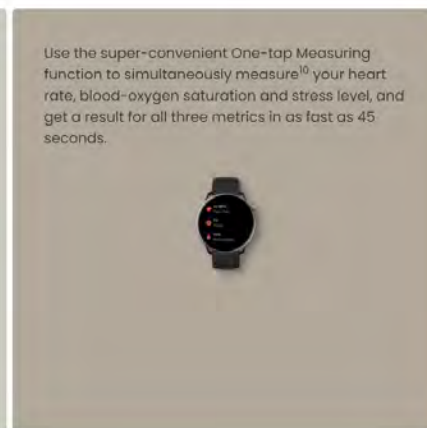 Use the super-convenient One-tap Measuring
function to simultaneously measure¹⁰ your heart
rate, blood-oxygen saturation and stress level, and
get a result for all three metrics in as fast as 45
seconds.